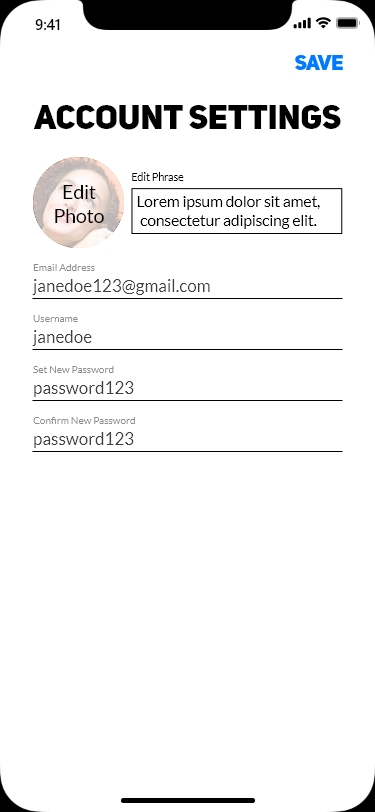 9:41
SAVE
ACCOUNT SETTINGS
Edit
Photo
Edit Phrase
Lorem ipsum dolor sit amet,
consectetur adipiscing elit.
Email Address
janedoe123@gmail.com
Username
janedoe
Set New Password
password123
Confirm New Password
password123